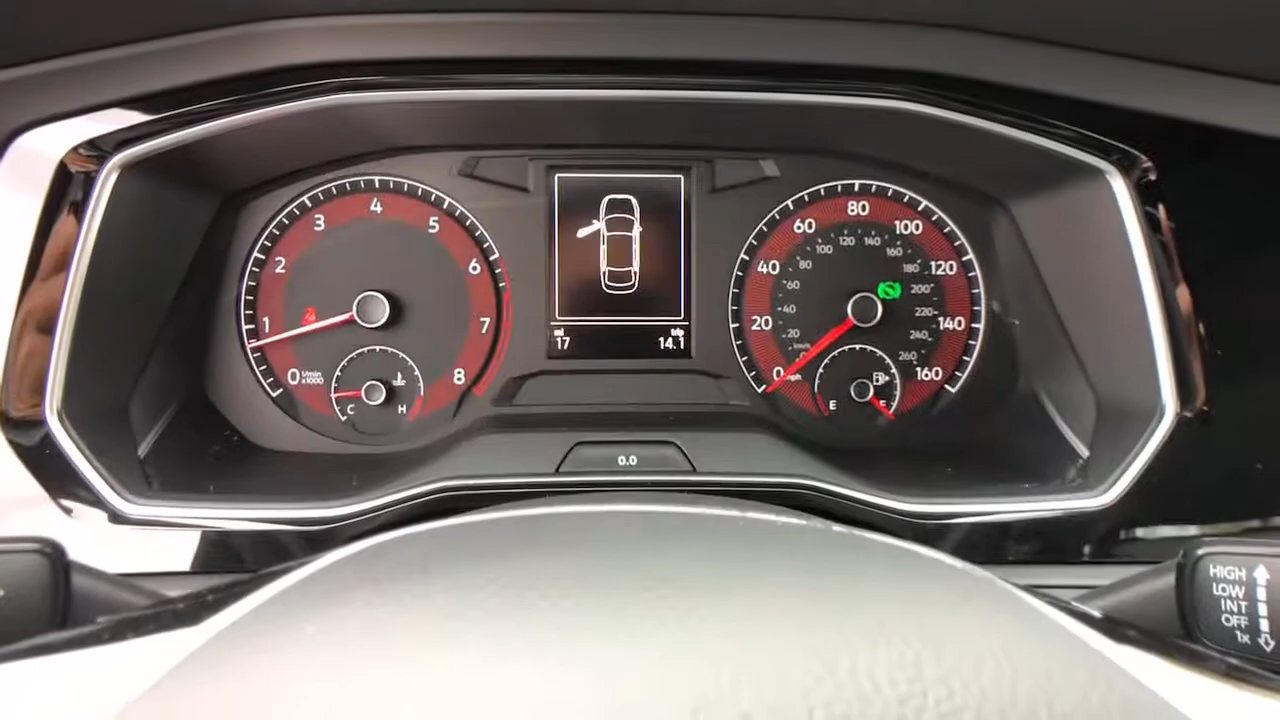 0 1 2 3 4 5 6 7 8
l/min
x1000
C H
mi trip
17 14.1
0 20 40 60 80 100 120 140 160
mph
20 40 60 80 100 120 140 160 180 200 220 240 260
km/h
E F
0.0
HIGH
LOW
INT
OFF
1x